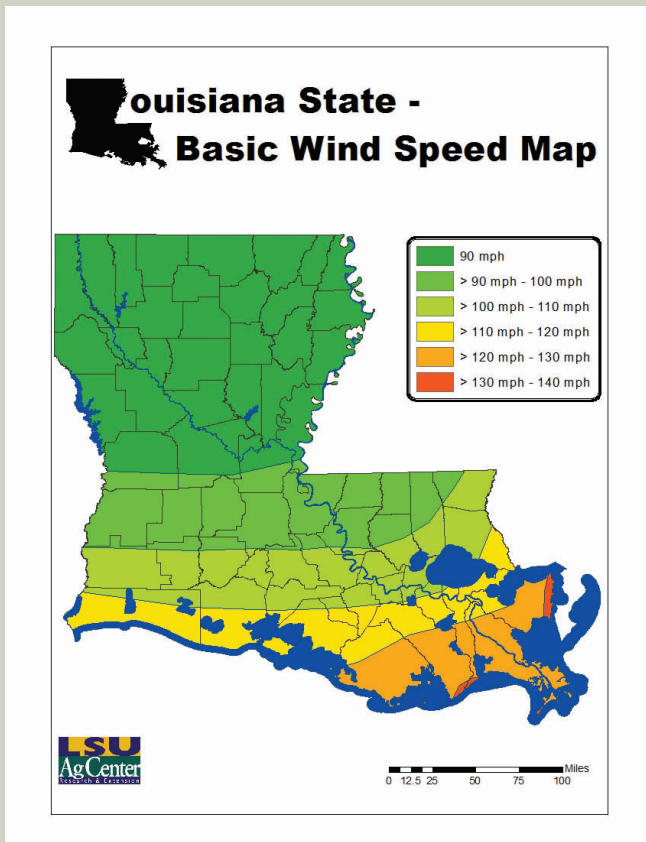 ouisiana State -
Basic Wind Speed Map
90 mph
> 90 mph - 100 mph
> 100 mph - 110 mph
> 110 mph - 120 mph
> 120 mph - 130 mph
> 130 mph - 140 mph
LSU
AgCenter
Research & Extension
Miles
0 12.5 25 50 75 100